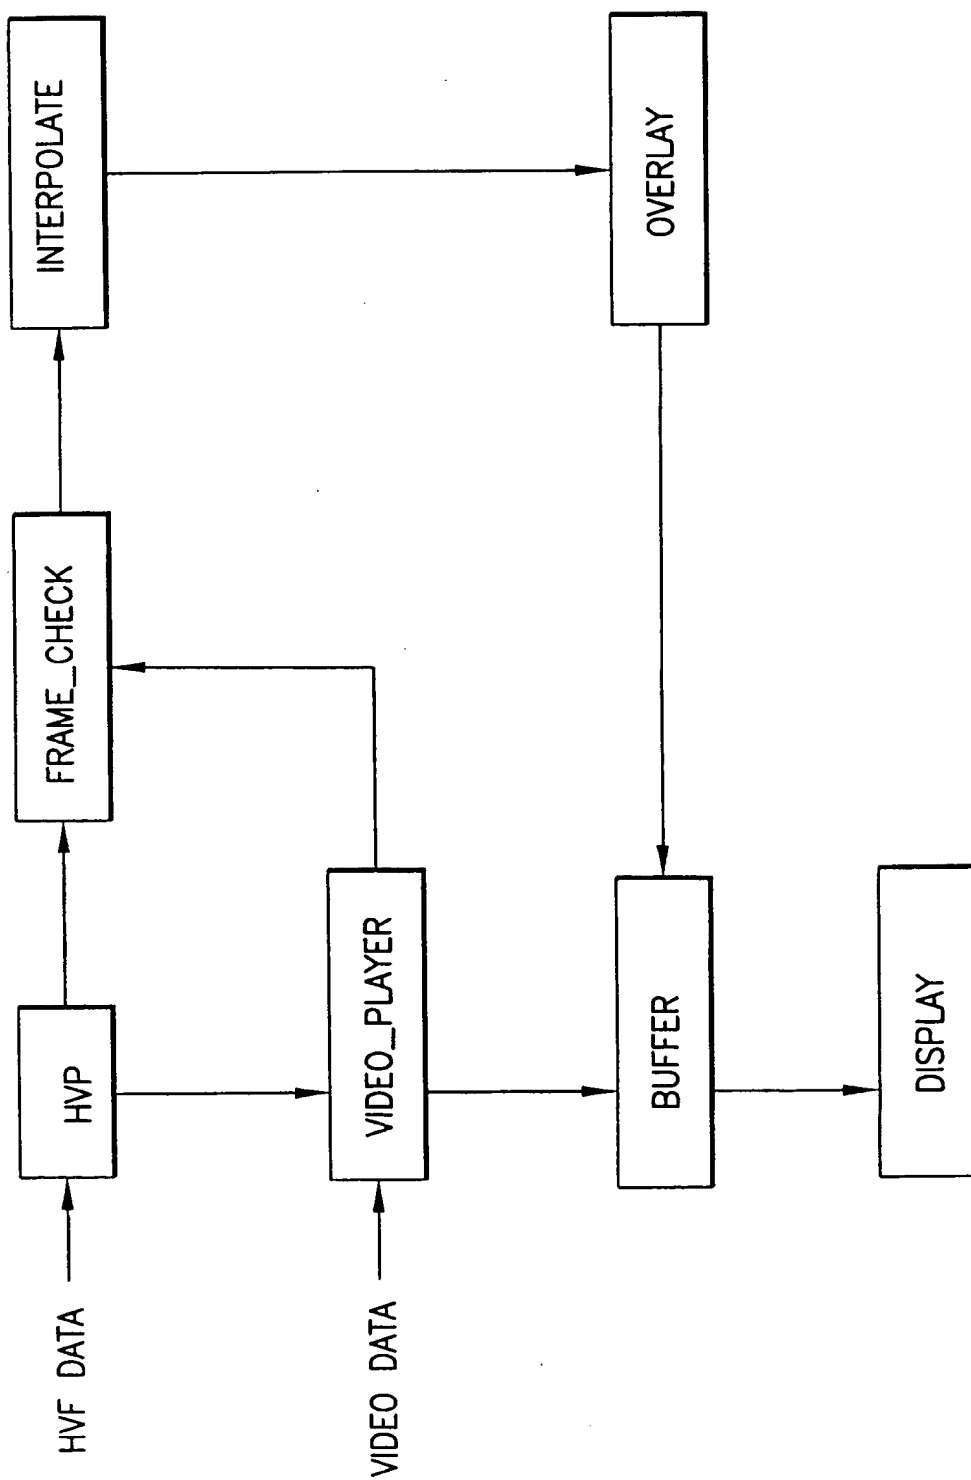 HVF DATA
HVP
FRAME_CHECK
INTERPOLATE
VIDEO DATA
VIDEO_PLAYER
BUFFER
OVERLAY
DISPLAY